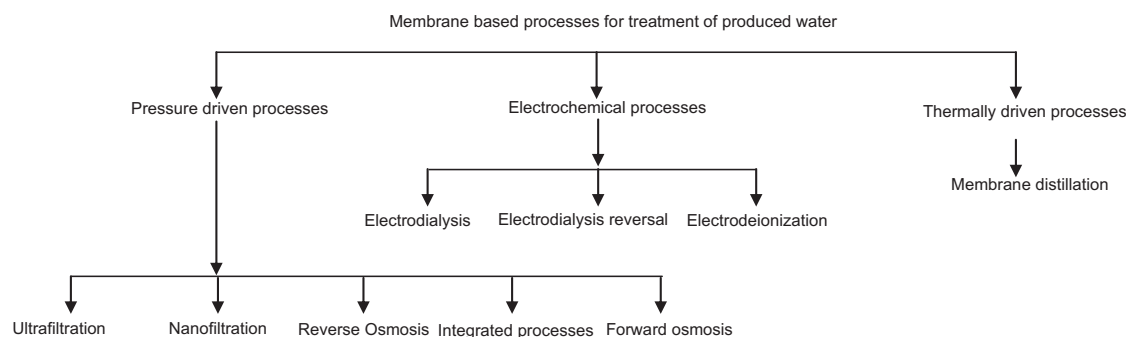 Membrane based processes for treatment of produced water
Pressure driven processes
Electrochemical processes
Thermally driven processes
Membrane distillation
Electrodialysis
Electrodialysis reversal
Electrodeionization
Ultrafiltration
Nanofiltration
Reverse Osmosis
Integrated processes
Forward osmosis